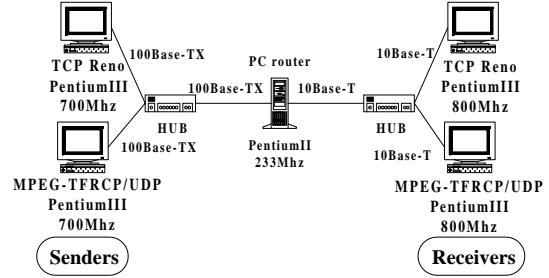 100Base-TX
PC router
10Base-T
TCP Reno
PentiumIII
700Mhz
100Base-TX
10Base-T
TCP Reno
PentiumIII
800Mhz
HUB
HUB
100Base-TX
PentiumII
233Mhz
10Base-T
MPEG-TFRCP/UDP
PentiumIII
700Mhz
MPEG-TFRCP/UDP
PentiumIII
800Mhz
Senders
Receivers